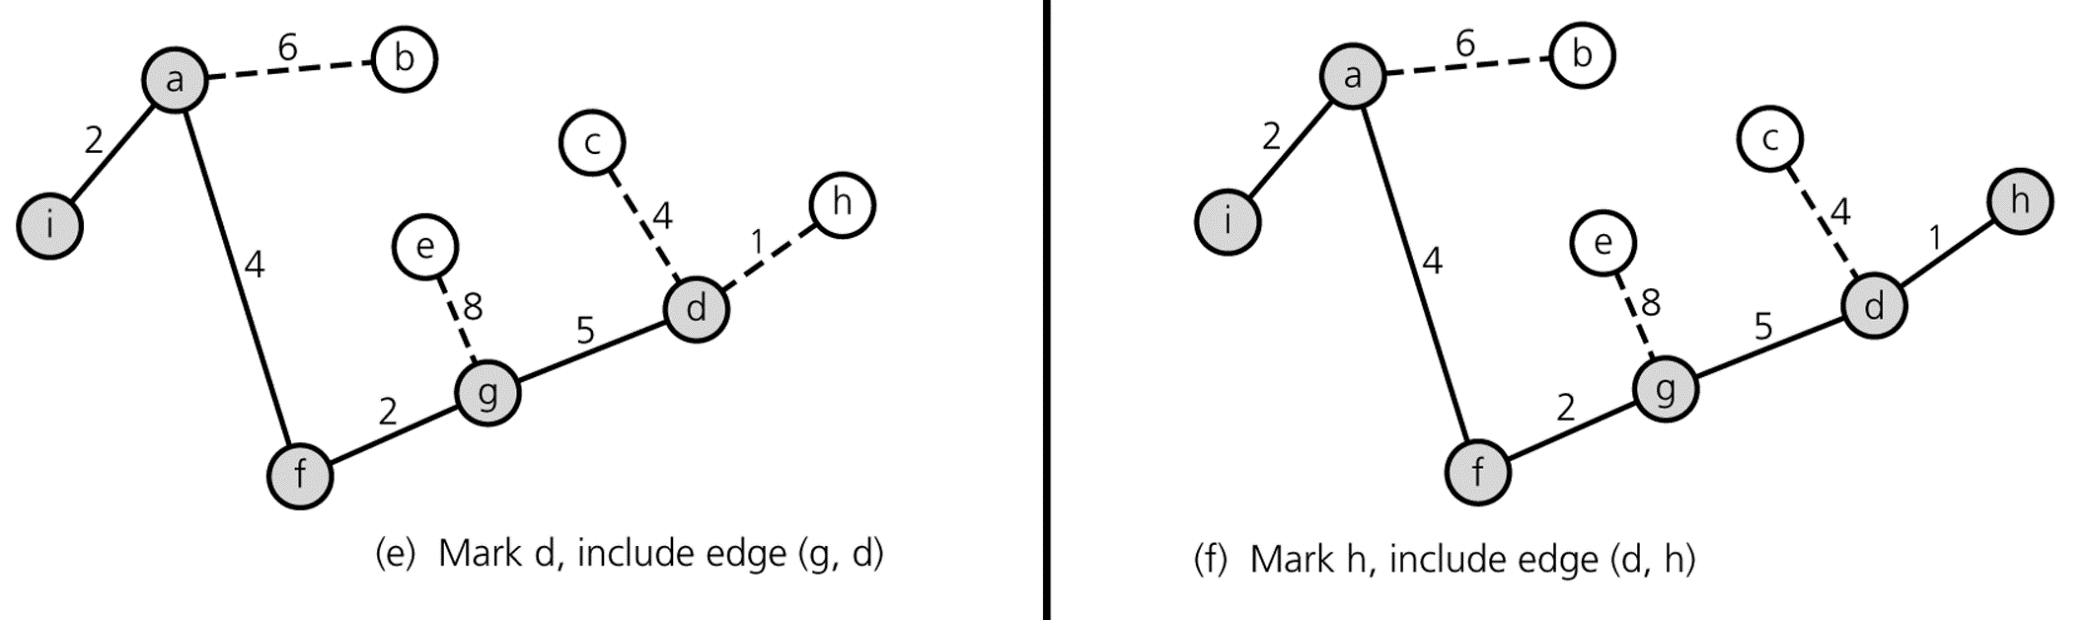 6
a
b
2
c
i
4
h
e
4
1
8
d
5
g
2
f
(e) Mark d, include edge (g, d)
6
a
b
2
c
i
4
h
e
4
1
8
d
5
g
2
f
(f) Mark h, include edge (d, h)